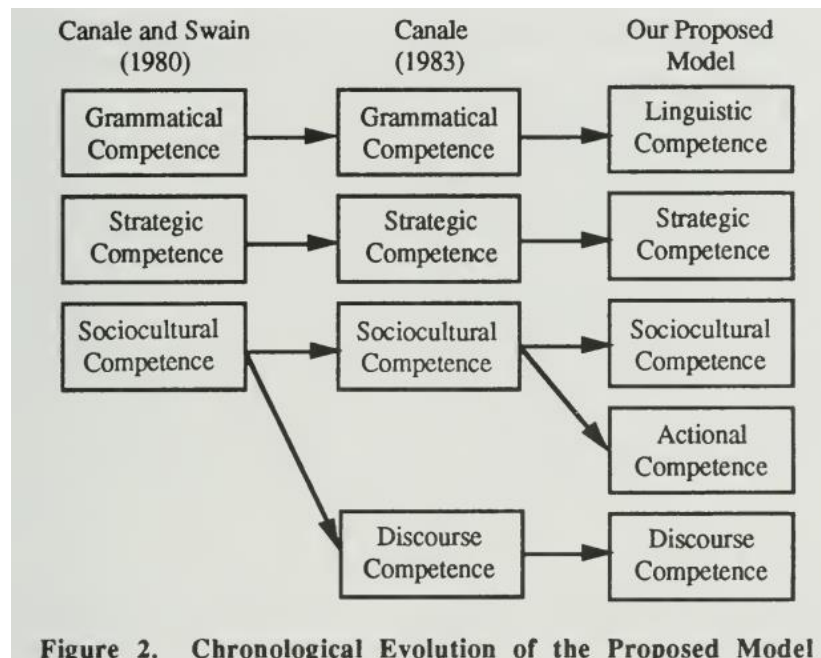 Canale and Swain
(1980)
Canale
(1983)
Our Proposed
Model
Grammatical
Competence
Grammatical
Competence
Linguistic
Competence
Strategic
Competence
Strategic
Competence
Strategic
Competence
Sociocultural
Competence
Sociocultural
Competence
Sociocultural
Competence
Actional
Competence
Discourse
Competence
Discourse
Competence
Figure 2. Chronological Evolution of the Proposed Model